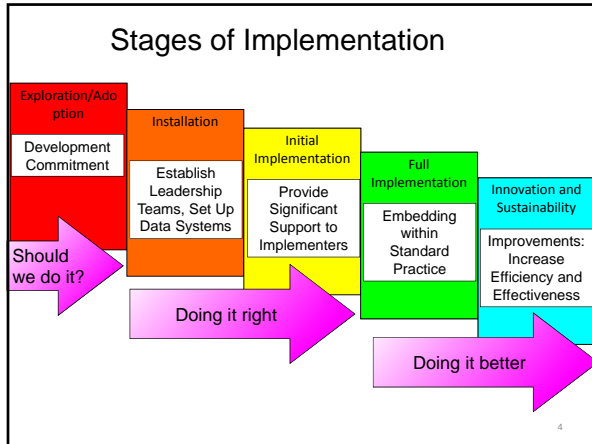 Stages of Implementation
Exploration/Ado
ption
Development
Commitment
Should
we do it?
Installation
Establish
Leadership
Teams, Set Up
Data Systems
Initial
Implementation
Provide
Significant
Support to
Implementers
Doing it right
Full
Implementation
Embedding
within
Standard
Practice
Innovation and
Sustainability
Improvements:
Increase
Efficiency and
Effectiveness
Doing it better
4